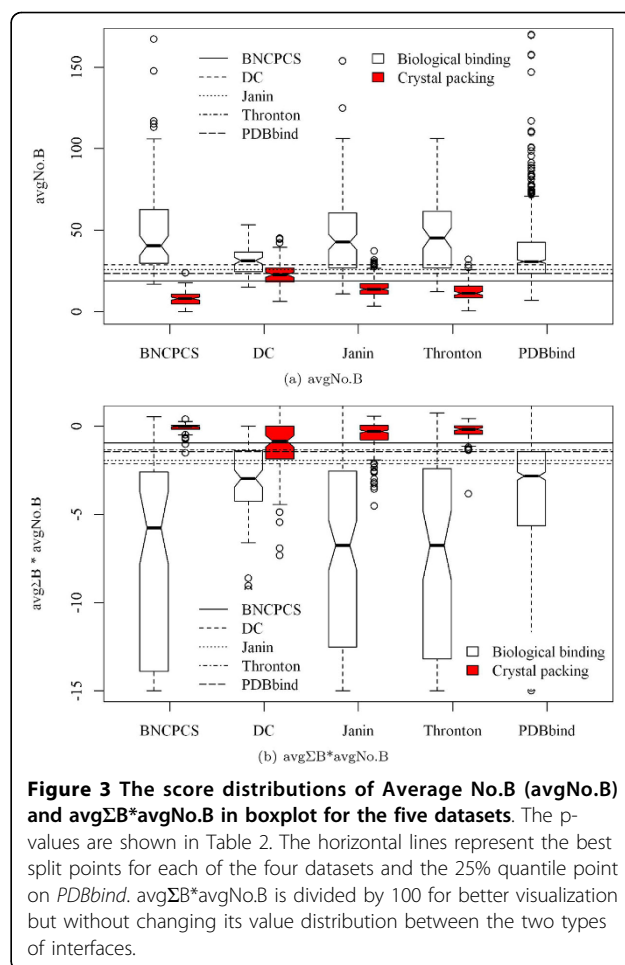 avgNo.B
150
100
50
0
BNCPCS
DC
Janin
Thronton
PDBbind
Biological binding
Crystal packing
BNCPCS DC Janin Thronton PDBbind
(a) avgNo.B
avgΣB * avgNo.B
0
-5
-10
-15
BNCPCS
DC
Janin
Thronton
PDBbind
Biological binding
Crystal packing
BNCPCS DC Janin Thronton PDBbind
(b) avgΣB*avgNo.B
Figure 3 The score distributions of Average No.B (avgNo.B)
and avgΣB*avgNo.B in boxplot for the five datasets. The p-
values are shown in Table 2. The horizontal lines represent the best
split points for each of the four datasets and the 25% quantile point
on PDBbind. avgΣB*avgNo.B is divided by 100 for better visualization
but without changing its value distribution between the two types
of interfaces.